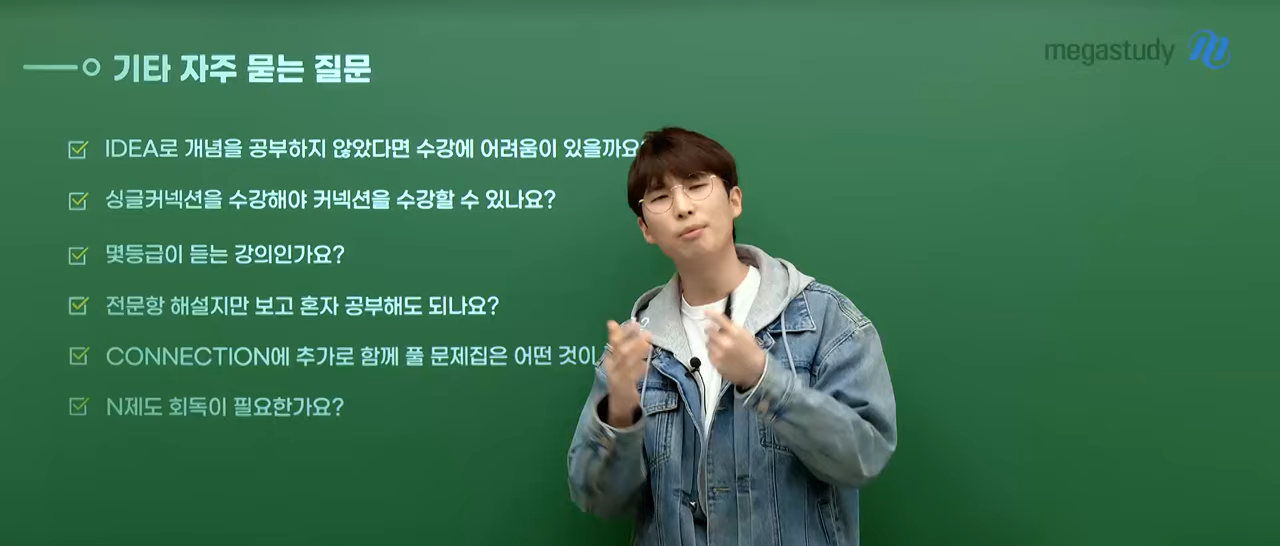 기타 자주 묻는 질문
megastudy
IDEA로 개념을 공부하지 않았다면 수강에 어려움이 있을까요?
싱글커넥션을 수강해야 커넥션을 수강할 수 있나요?
몇등급이 듣는 강의인가요?
전문항 해설지만 보고 혼자 공부해도 되나요?
CONNECTION에 추가로 함께 풀 문제집은 어떤 것이
N제도 회독이 필요한가요?